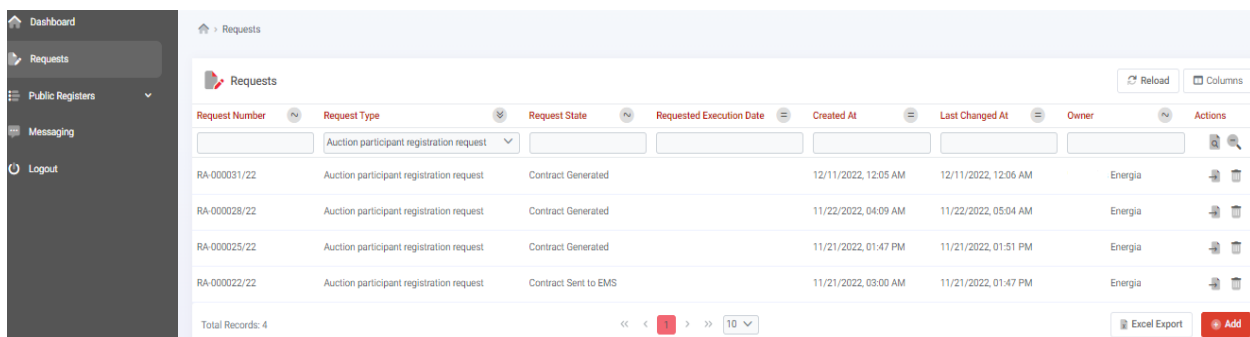 Dashboard
> Requests
Requests
Requests
Reload
Columns
Public Registers
Request Number ~ Request Type Request State ~ Requested Execution Date = Created At = Last Changed At = Owner ~ Actions
Messaging
Auction participant registration request
Logout
RA-000031/22 Auction participant registration request Contract Generated 12/11/2022, 12:05 AM 12/11/2022, 12:06 AM Energia
RA-000028/22 Auction participant registration request Contract Generated 11/22/2022, 04:09 AM 11/22/2022, 05:04 AM Energia
RA-000025/22 Auction participant registration request Contract Generated 11/21/2022, 01:47 PM 11/21/2022, 01:51 PM Energia
RA-000022/22 Auction participant registration request Contract Sent to EMS 11/21/2022, 03:00 AM 11/21/2022, 01:47 PM Energia
Total Records: 4 << < 1 > >> 10 Excel Export Add